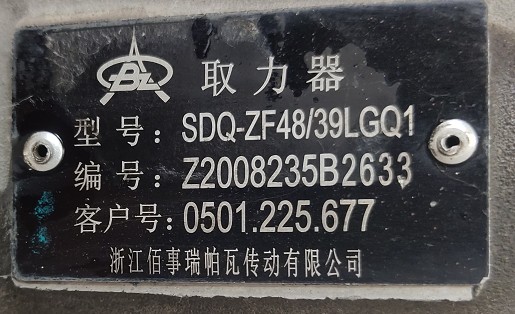 取力器
型号: SDQ-ZF48/39LGQ1
编号: Z2008235B2633
客户号: 0501.225.677
浙江佰事瑞帕瓦传动有限公司